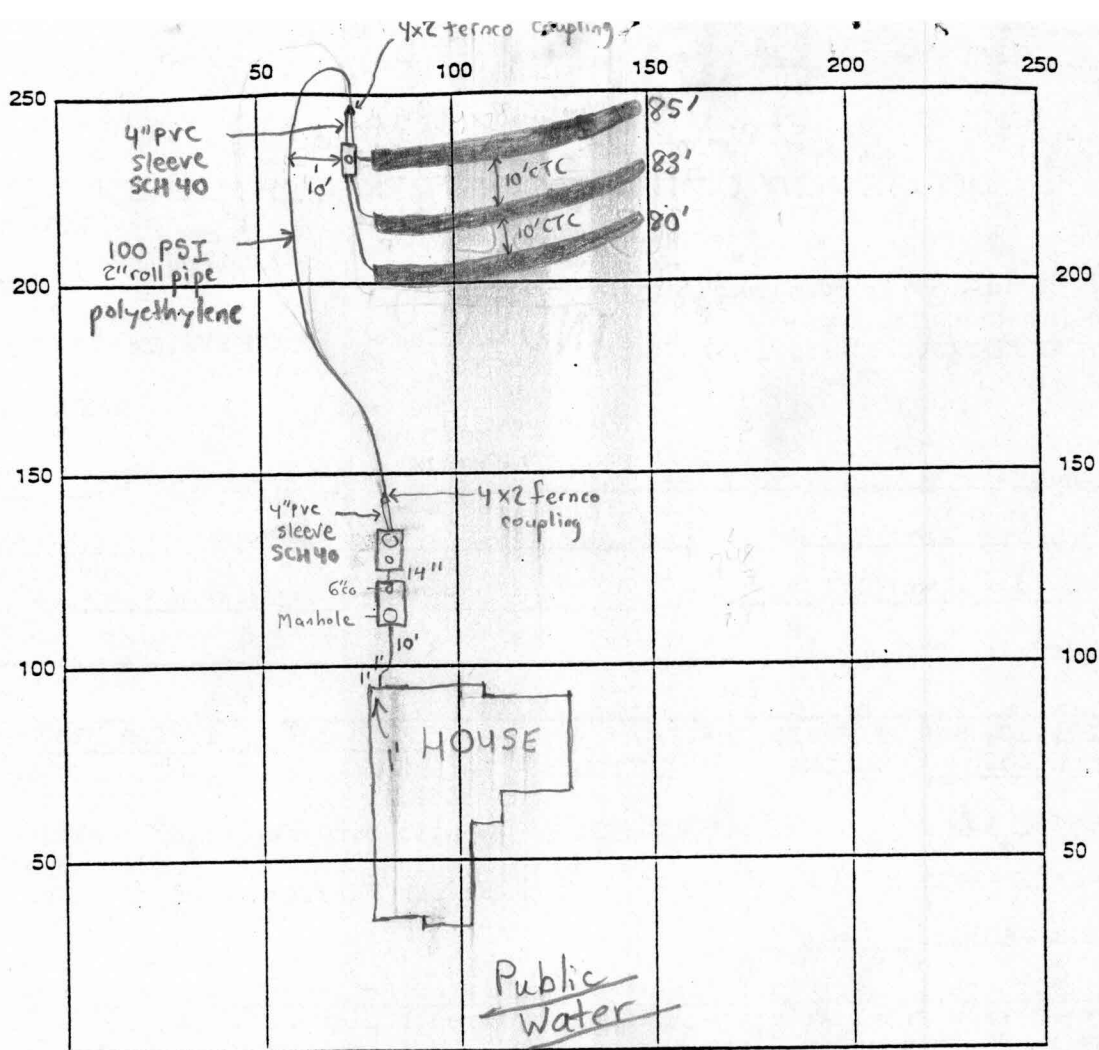 4x2 fernco coupling
50 100 150 200 250
250
4"PVC
sleeve
SCH 40
10'
85'
10'CTC
83'
10'CTC
80'
100 PSI
2"roll pipe
polyethylene
200 200
150 150
4"PVC
sleeve
SCH 40
4x2 fernco
coupling
14"
6"co
Manhole
10'
100 100
1'
1'
HOUSE
50 50
Public
Water